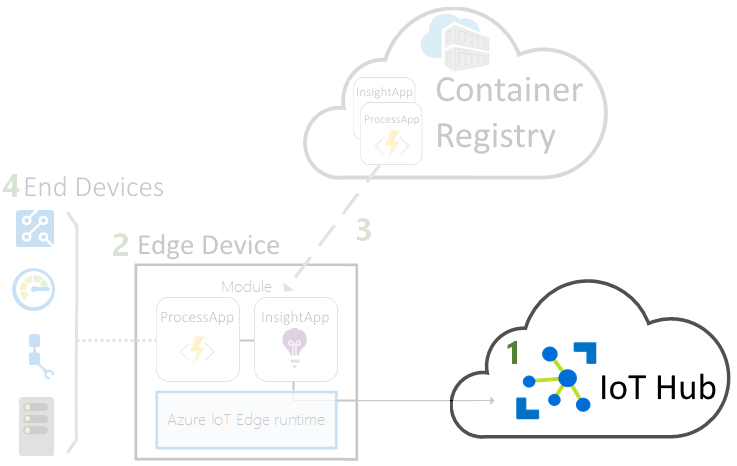 InsightApp
ProcessApp
Container
Registry
4 End Devices
3
2 Edge Device
Module
ProcessApp
InsightApp
Azure IoT Edge runtime
1
IoT Hub